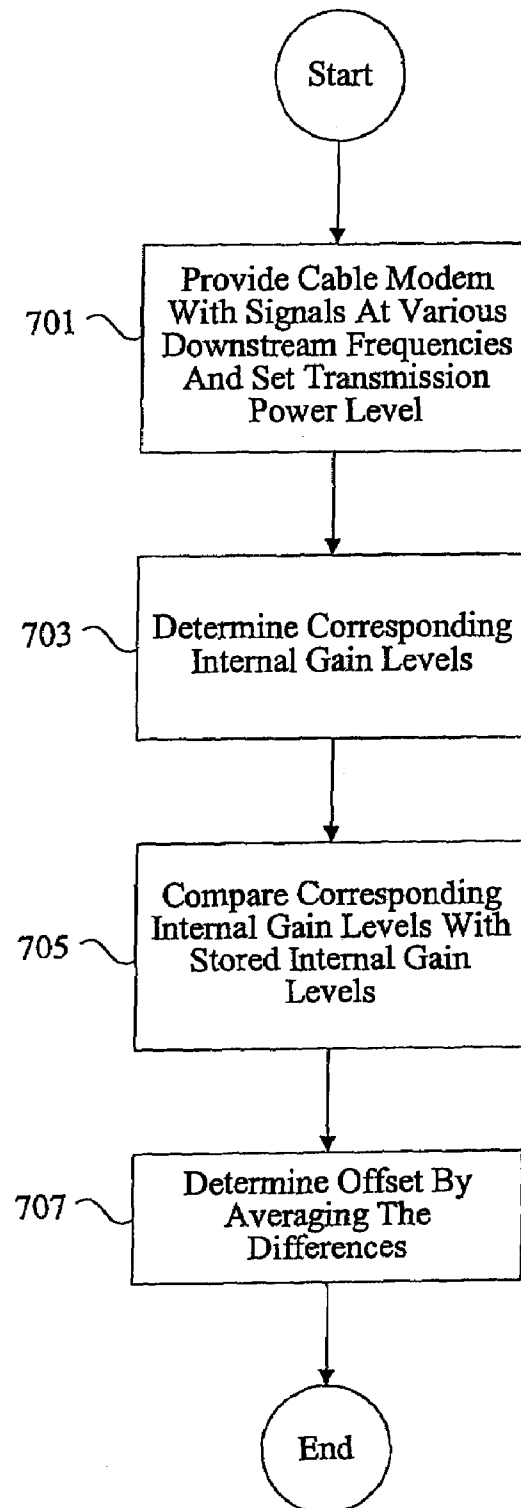 Start
701
Provide Cable Modem
With Signals At Various
Downstream Frequencies
And Set Transmission
Power Level
703
Determine Corresponding
Internal Gain Levels
705
Compare Corresponding
Internal Gain Levels With
Stored Internal Gain
Levels
707
Determine Offset By
Averaging The
Differences
End